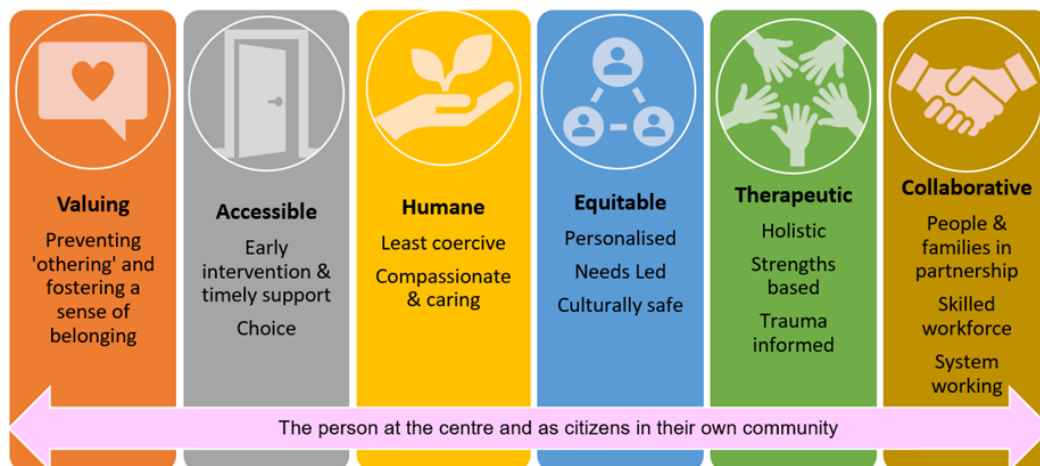 Valuing
Preventing
'othering' and
fostering a
sense of
belonging
Accessible
Early
intervention &
timely support
Choice
Humane
Least coercive
Compassionate
& caring
Equitable
Personalised
Needs Led
Culturally safe
Therapeutic
Holistic
Strengths
based
Trauma
informed
Collaborative
People &
families in
partnership
Skilled
workforce
System
working
The person at the centre and as citizens in their own community